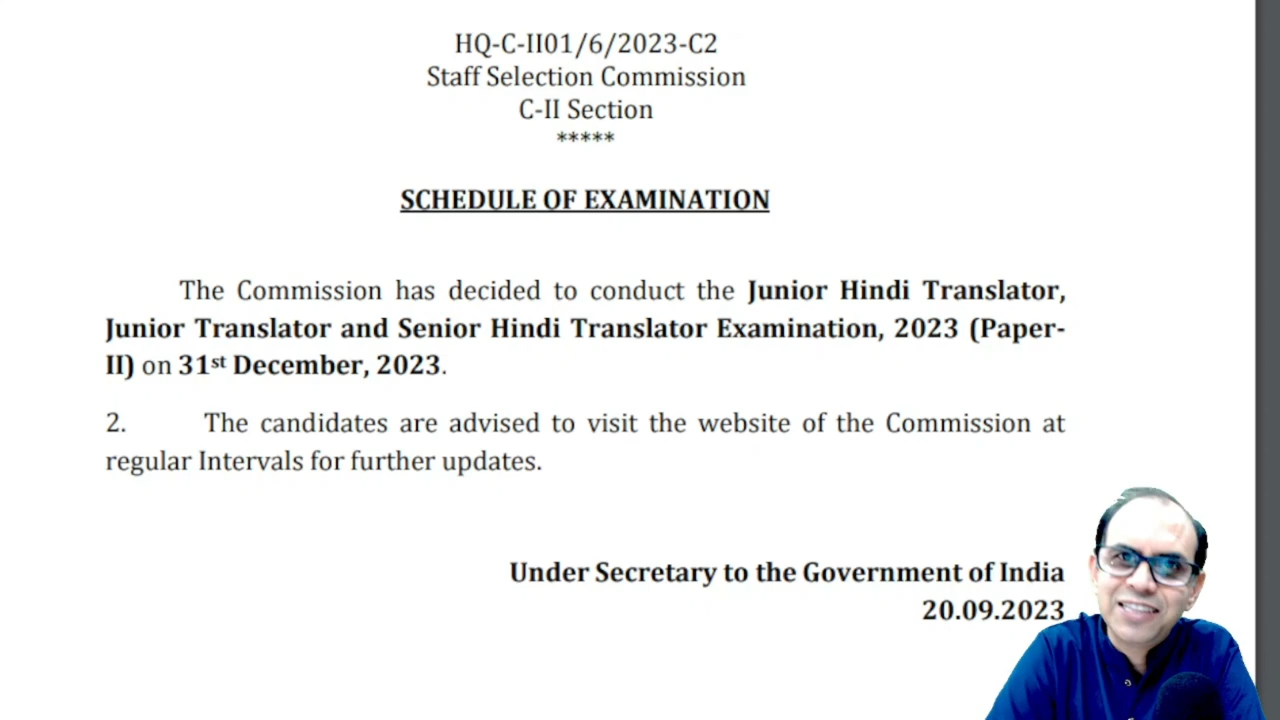 HQ-C-II01/6/2023-C2
Staff Selection Commission
C-II Section
*****
SCHEDULE OF EXAMINATION
The Commission has decided to conduct the Junior Hindi Translator,
Junior Translator and Senior Hindi Translator Examination, 2023 (Paper-
II) on 31st December, 2023.
2. The candidates are advised to visit the website of the Commission at
regular Intervals for further updates.
Under Secretary to the Government of India
20.09.2023